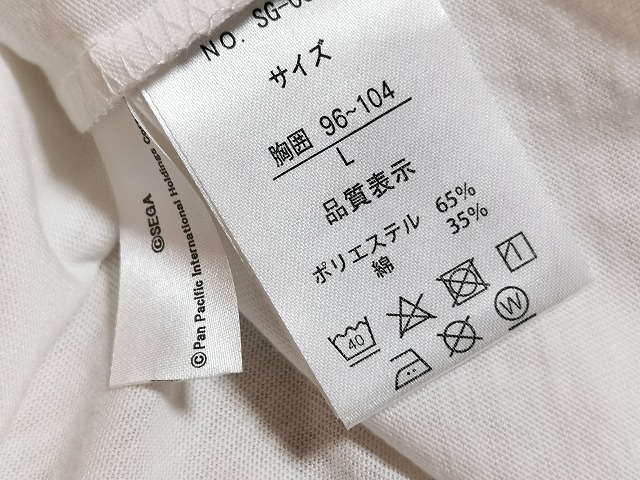 NO. SG-0
サイズ
胸囲 96~104
L
品質表示
ポリエステル 65%
綿 35%
40
W
©SEGA
©Pan Pacific International Holdings